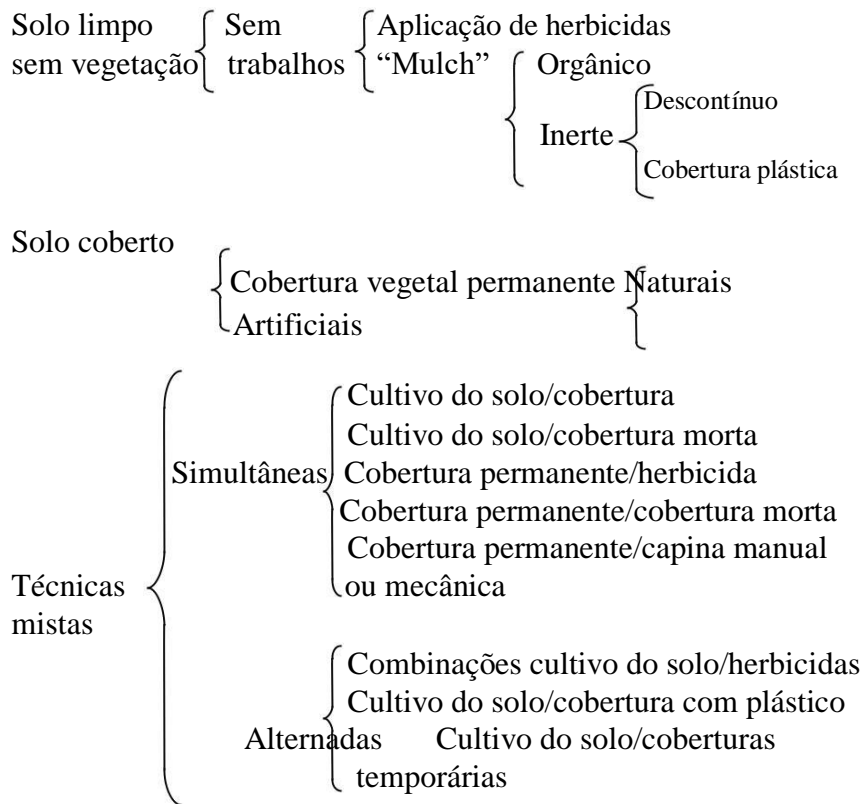 Solo limpo
sem vegetação
Sem
trabalhos
Aplicação de herbicidas
“Mulch”
Orgânico
Inerte
Descontínuo
Cobertura plástica
Solo coberto
Cobertura vegetal permanente Naturais
Artificiais
Técnicas
mistas
Simultâneas
Cultivo do solo/cobertura
Cultivo do solo/cobertura morta
Cobertura permanente/herbicida
Cobertura permanente/cobertura morta
Cobertura permanente/capina manual
ou mecânica
Combinações cultivo do solo/herbicidas
Cultivo do solo/cobertura com plástico
Alternadas Cultivo do solo/coberturas
temporárias